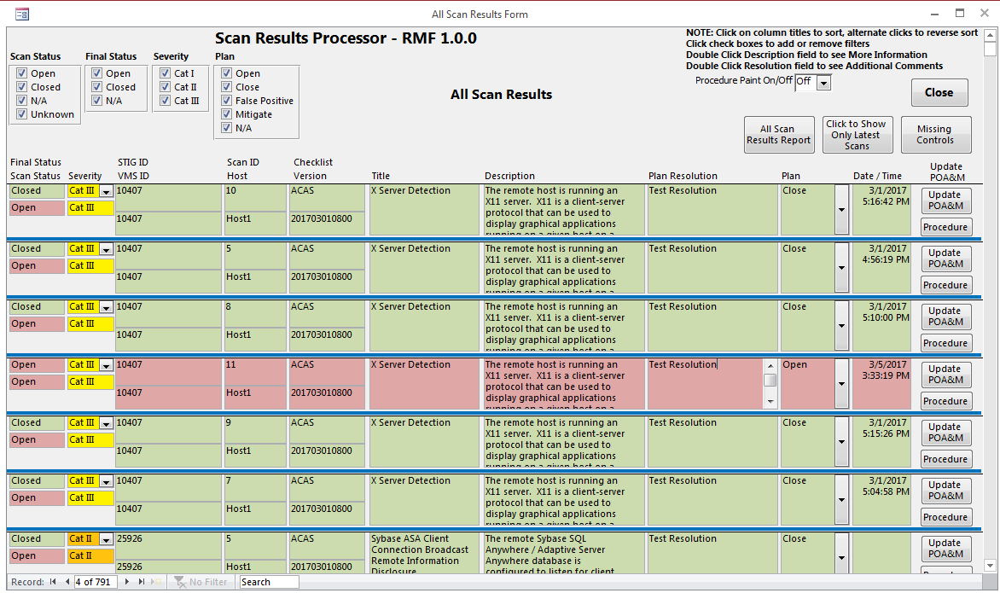 All Scan Results Form
Scan Results Processor - RMF 1.0.0
NOTE: Click on column titles to sort, alternate clicks to reverse sort
Click check boxes to add or remove filters
Double Click Description field to see More Information
Double Click Resolution field to see Additional Comments
Procedure Paint On/Off Off
Scan Status
Open
Closed
N/A
Unknown
Final Status
Open
Closed
N/A
Severity
Cat I
Cat II
Cat III
Plan
Open
Close
False Positive
Mitigate
N/A
All Scan Results
Close
All Scan
Results Report
Click to Show
Only Latest
Scans
Missing
Controls
Final Status STIG ID Scan ID Checklist Update
Scan Status Severity VMS ID Host Version Title Description Plan Resolution Plan Date / Time POA&M
Closed Cat III 10407 10 ACAS X Server Detection The remote host is running an Test Resolution Close 3/1/2017 Update
Open Cat III X11 server. X11 is a client-server 5:16:42 PM POA&M
protocol that can be used to
10407 Host1 201703010800 display graphical applications Procedure
running on a given host on a
Closed Cat III 10407 5 ACAS X Server Detection The remote host is running an Test Resolution Close 3/1/2017 Update
Open Cat III X11 server. X11 is a client-server 4:56:19 PM POA&M
protocol that can be used to
10407 Host1 201703010800 display graphical applications Procedure
running on a given host on a
Closed Cat III 10407 8 ACAS X Server Detection The remote host is running an Test Resolution Close 3/1/2017 Update
Open Cat III X11 server. X11 is a client-server 5:10:00 PM POA&M
protocol that can be used to
10407 Host1 201703010800 display graphical applications Procedure
running on a given host on a
Open Cat III 10407 11 ACAS X Server Detection The remote host is running an Test Resolution Open 3/5/2017 Update
Open Cat III X11 server. X11 is a client-server 3:33:19 PM POA&M
protocol that can be used to
10407 Host1 201703010800 display graphical applications Procedure
running on a given host on a
Closed Cat III 10407 9 ACAS X Server Detection The remote host is running an Test Resolution Close 3/1/2017 Update
Open Cat III X11 server. X11 is a client-server 5:15:26 PM POA&M
protocol that can be used to
10407 Host1 201703010800 display graphical applications Procedure
running on a given host on a
Closed Cat III 10407 7 ACAS X Server Detection The remote host is running an Test Resolution Close 3/1/2017 Update
Open Cat III X11 server. X11 is a client-server 5:04:58 PM POA&M
protocol that can be used to
10407 Host1 201703010800 display graphical applications Procedure
running on a given host on a
Closed Cat II 25926 5 ACAS Sybase ASA Client The remote Sybase SQL Test Resolution Close Update
Open Cat II Connection Broadcast Anywhere / Adaptive Server POA&M
Remote Information Anywhere database is
25926 Host1 201703010800 Disclosure configured to listen for client
Record: 4 of 791 No Filter Search